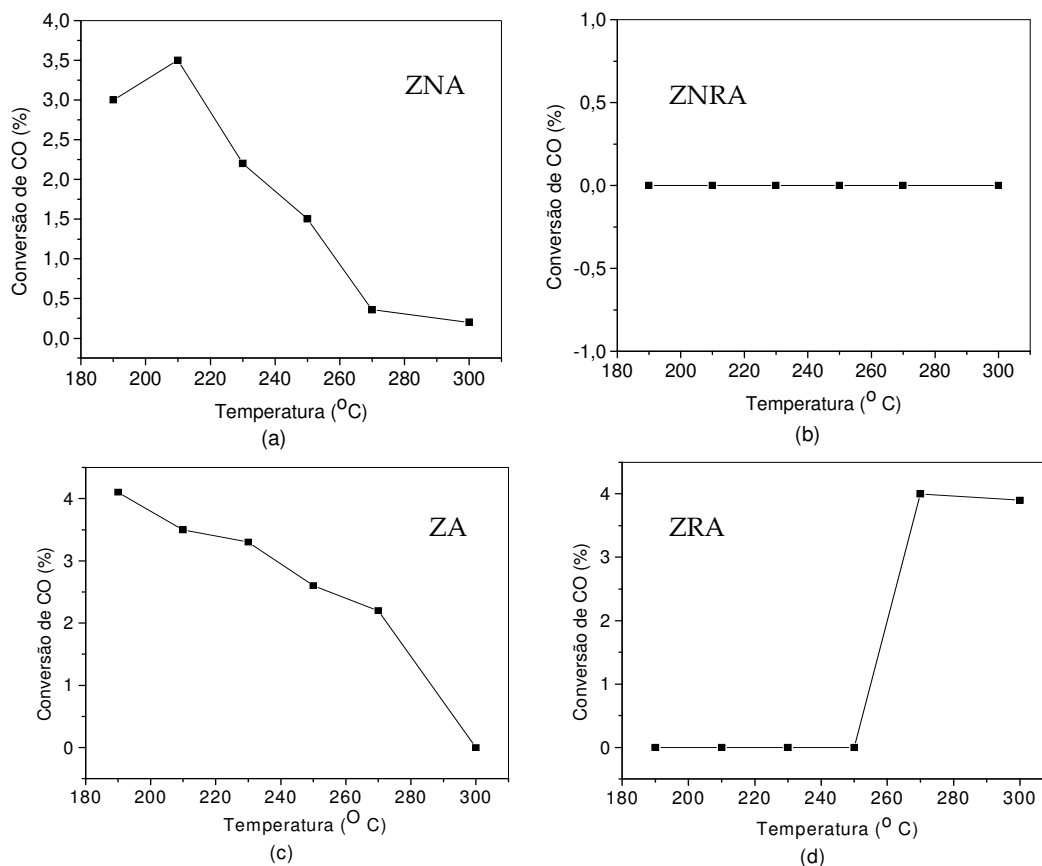 4,0
3,5
3,0
2,5
2,0
1,5
1,0
0,5
0,0
Conversão de CO (%)
ZNA
180 200 220 240 260 280 300
Temperatura (°C)
(a)
1,0
0,5
0,0
-0,5
-1,0
Conversão de CO (%)
ZNRA
180 200 220 240 260 280 300
Temperatura (° C)
(b)
4
3
2
1
0
Conversão de CO (%)
ZA
180 200 220 240 260 280 300
Temperatura (O C)
(c)
4
3
2
1
0
Conversão de CO (%)
ZRA
180 200 220 240 260 280 300
Temperatura (° C)
(d)